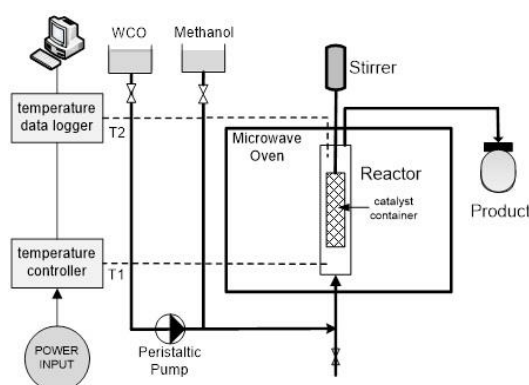 WCO
Methanol
Stirrer
temperature
data logger
T2
Microwave
Oven
Reactor
catalyst
container
Product
temperature
controller
T1
POWER
INPUT
Peristaltic
Pump